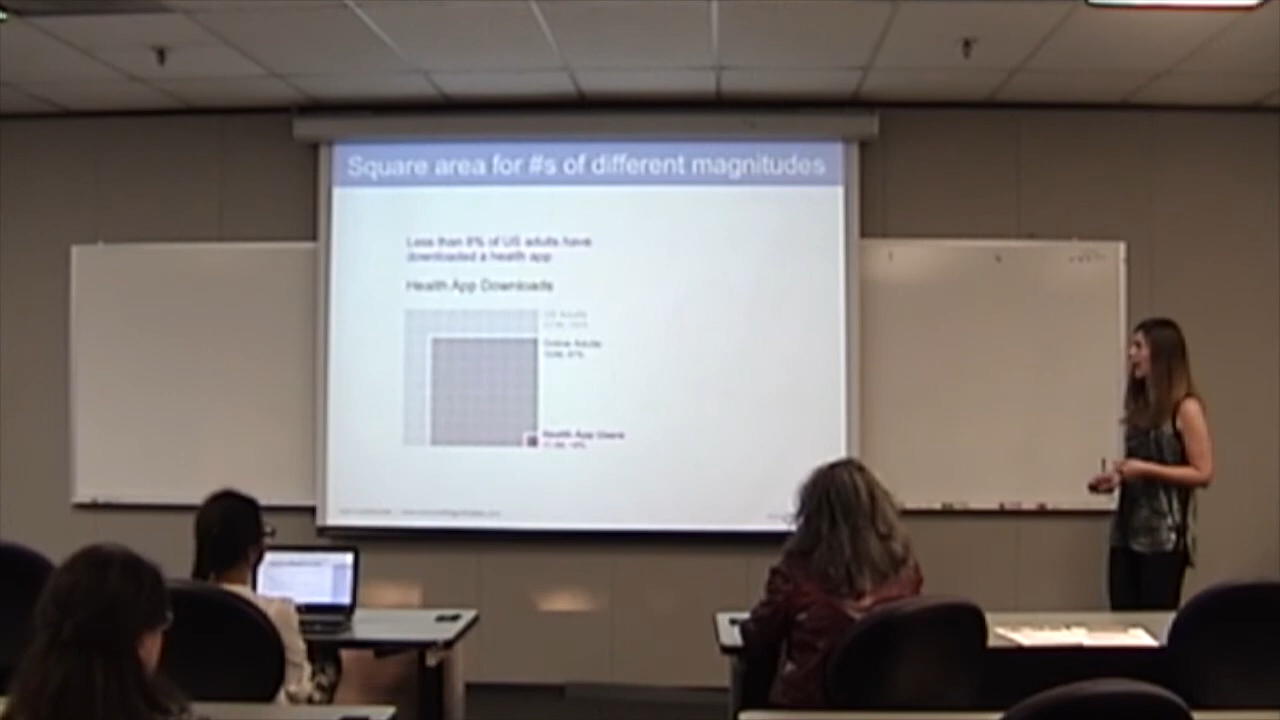 Square area for #s of different magnitudes
Less than 8% of US adults have
downloaded a health app
Health App Downloads
US Adults
Online Adults
Health App Users